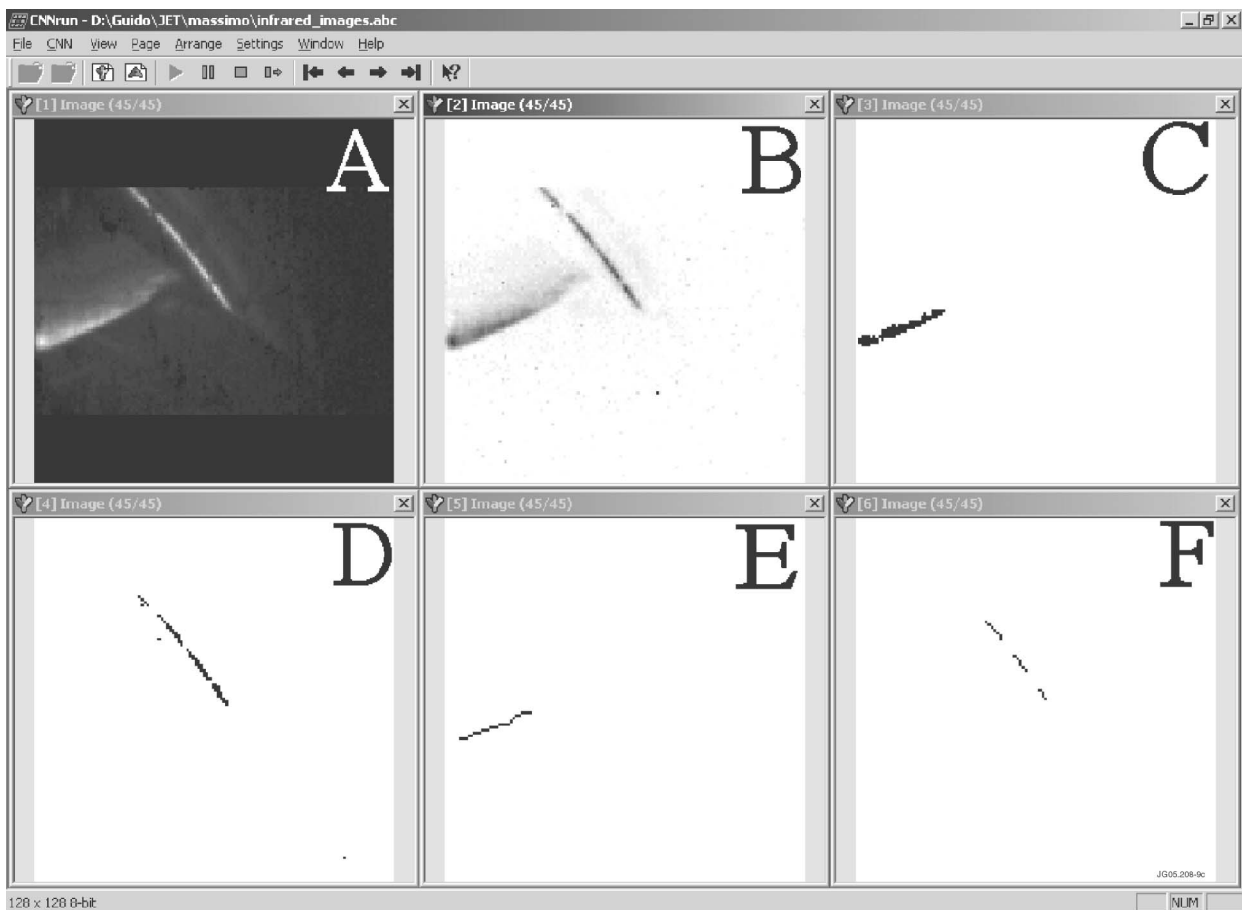 CNNrun - D:\Guido\JET\massimo\infrared_images.abc
File CNN View Page Arrange Settings Window Help
[1] Image (45/45)
[2] Image (45/45)
[3] Image (45/45)
A
B
C
[4] Image (45/45)
[5] Image (45/45)
[6] Image (45/45)
D
E
F
JG05.208-9c
128 x 128 8-bit
NUM